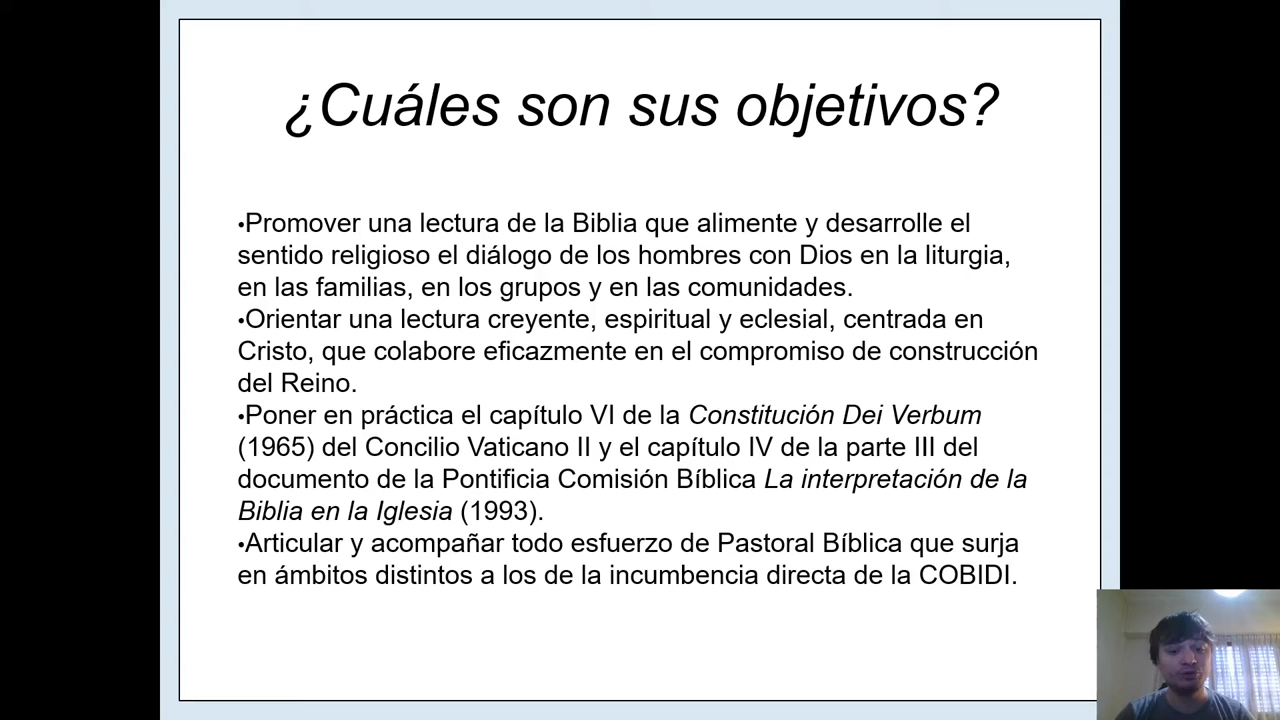 ¿Cuáles son sus objetivos?
•Promover una lectura de la Biblia que alimente y desarrolle el
sentido religioso el diálogo de los hombres con Dios en la liturgia,
en las familias, en los grupos y en las comunidades.
•Orientar una lectura creyente, espiritual y eclesial, centrada en
Cristo, que colabore eficazmente en el compromiso de construcción
del Reino.
•Poner en práctica el capítulo VI de la Constitución Dei Verbum
(1965) del Concilio Vaticano II y el capítulo IV de la parte III del
documento de la Pontificia Comisión Bíblica La interpretación de la
Biblia en la Iglesia (1993).
•Articular y acompañar todo esfuerzo de Pastoral Bíblica que surja
en ámbitos distintos a los de la incumbencia directa de la COBIDI.